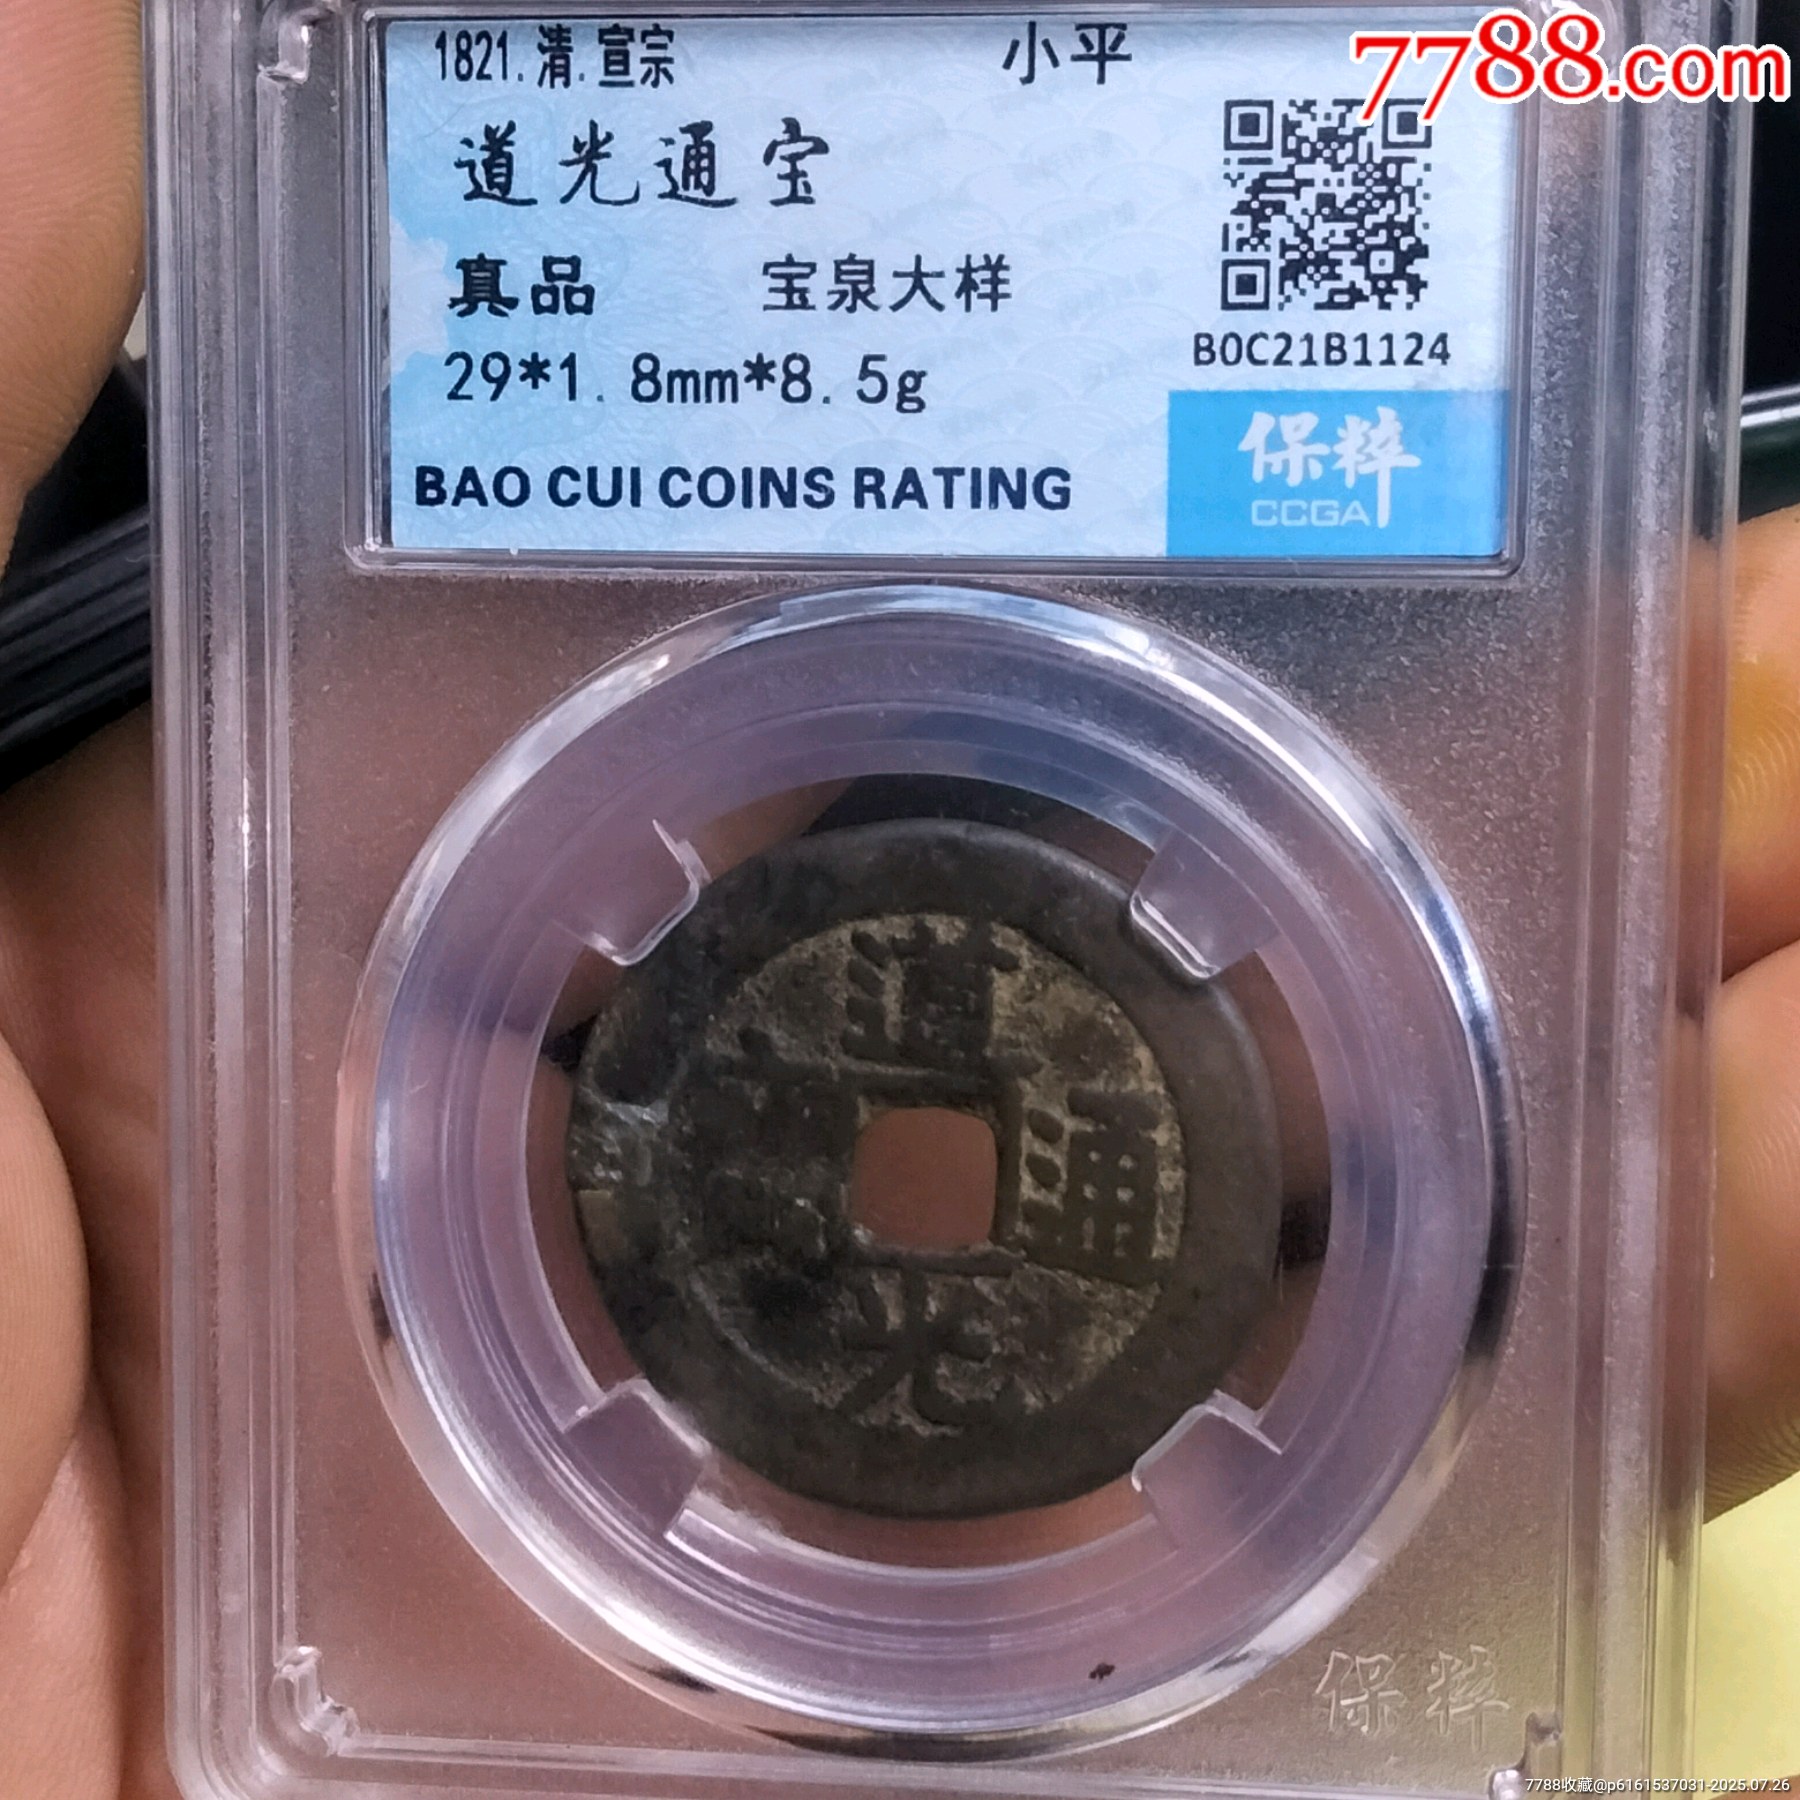 7788.com
1821.清.宣宗 小平
道光通宝
真品 宝泉大样
29*1.8mm*8.5g
B0C21B1124
BAO CUI COINS RATING
保粹
CCGA
道
通
光
保粹
7788收藏@p6161537031-2025.07.26